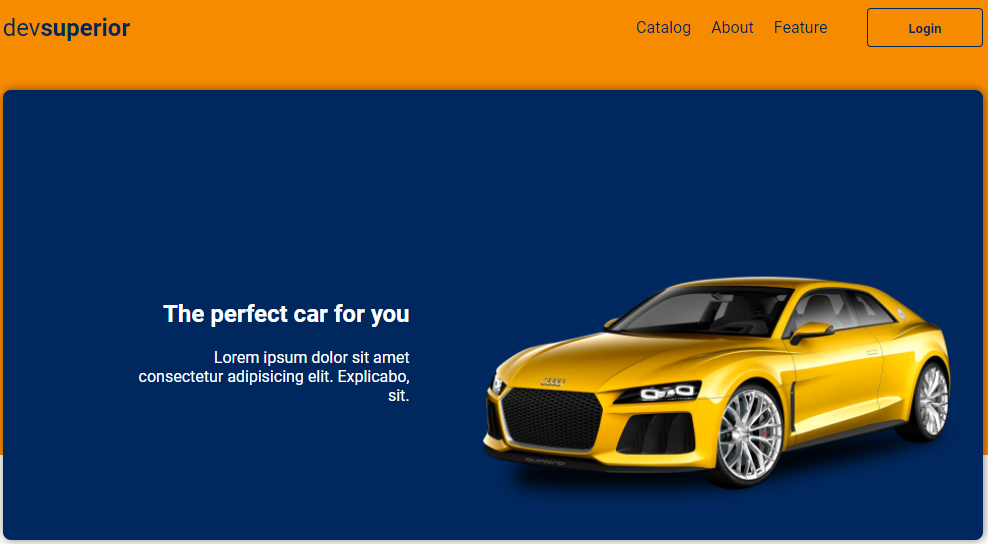 devsuperior
Catalog About Feature Login
The perfect car for you
Lorem ipsum dolor sit amet
consectetur adipisicing elit. Explicabo,
sit.
quattro